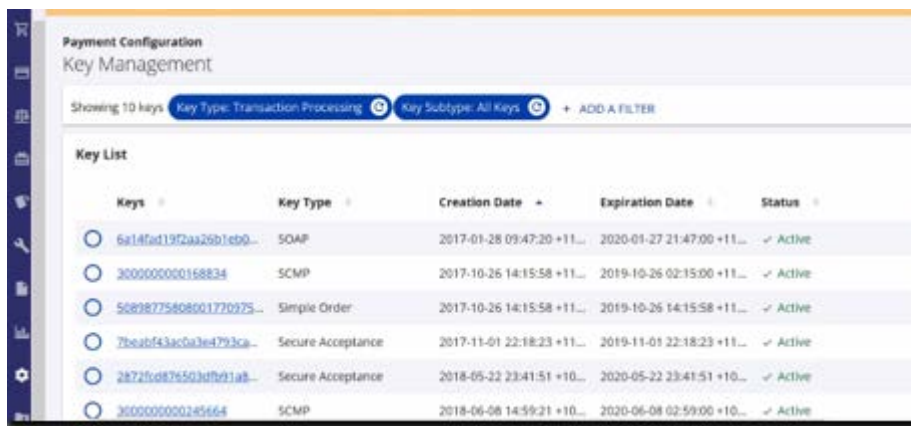 Payment Configuration
Key Management
Showing 10 keys Key Type: Transaction Processing Key Subtype: All Keys + ADD A FILTER
Key List
Keys Key Type Creation Date Expiration Date Status
6a14fad19f2aa26b1eb0... SOAP 2017-01-28 09:47:20 +11... 2020-01-27 21:47:00 +11... Active
3000000000168834 SCMP 2017-10-26 14:15:58 +11... 2019-10-26 02:15:00 +11... Active
50898775808001770975... Simple Order 2017-10-26 14:15:58 +11... 2019-10-26 14:15:58 +11... Active
7beabf43ac0a3e4793ca... Secure Acceptance 2017-11-01 22:18:23 +11... 2019-11-01 22:18:23 +11... Active
2872fcd876503dfb91a8... Secure Acceptance 2018-05-22 23:41:51 +10... 2020-05-22 23:41:51 +10... Active
3000000000245664 SCMP 2018-06-08 14:59:21 +10... 2020-06-08 02:59:00 +10... Active